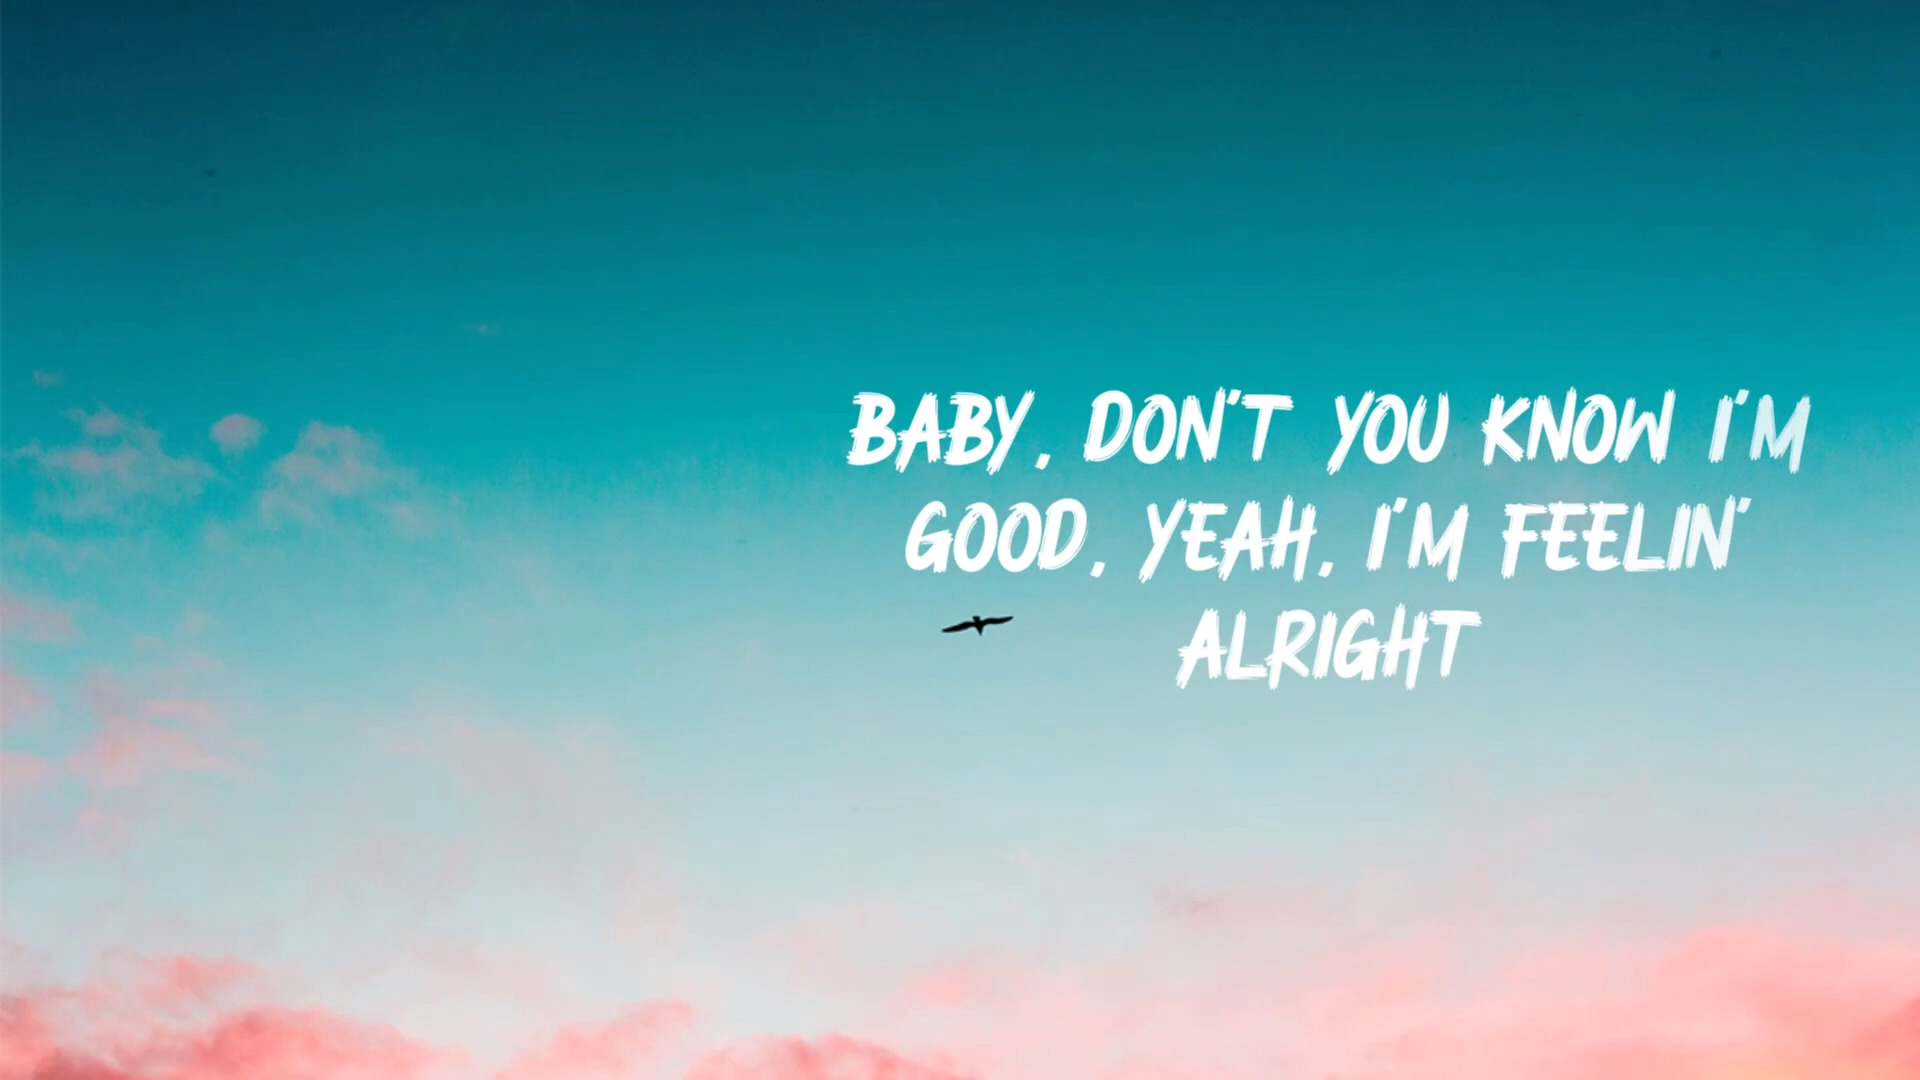 BABY, DON'T YOU KNOW I'M
GOOD, YEAH, I'M FEELIN'
ALRIGHT